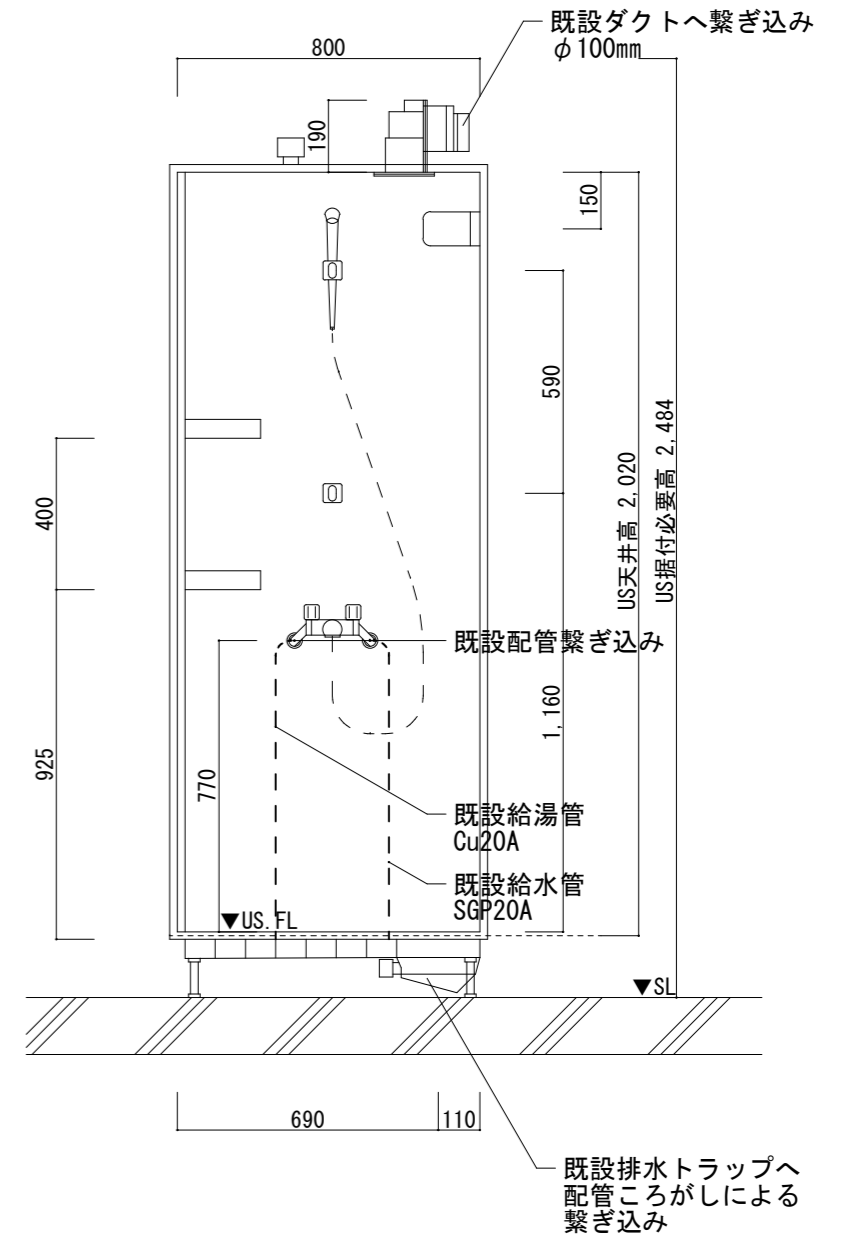 既設ダクトへ繋ぎ込み
φ100mm
800
190
150
590
400
US天井高 2,020
US据付必要高 2,484
既設配管繋ぎ込み
1,160
925
770
既設給湯管
Cu20A
既設給水管
SGP20A
▼US.FL
▼SL
690
110
既設排水トラップへ
配管ころがしによる
繋ぎ込み